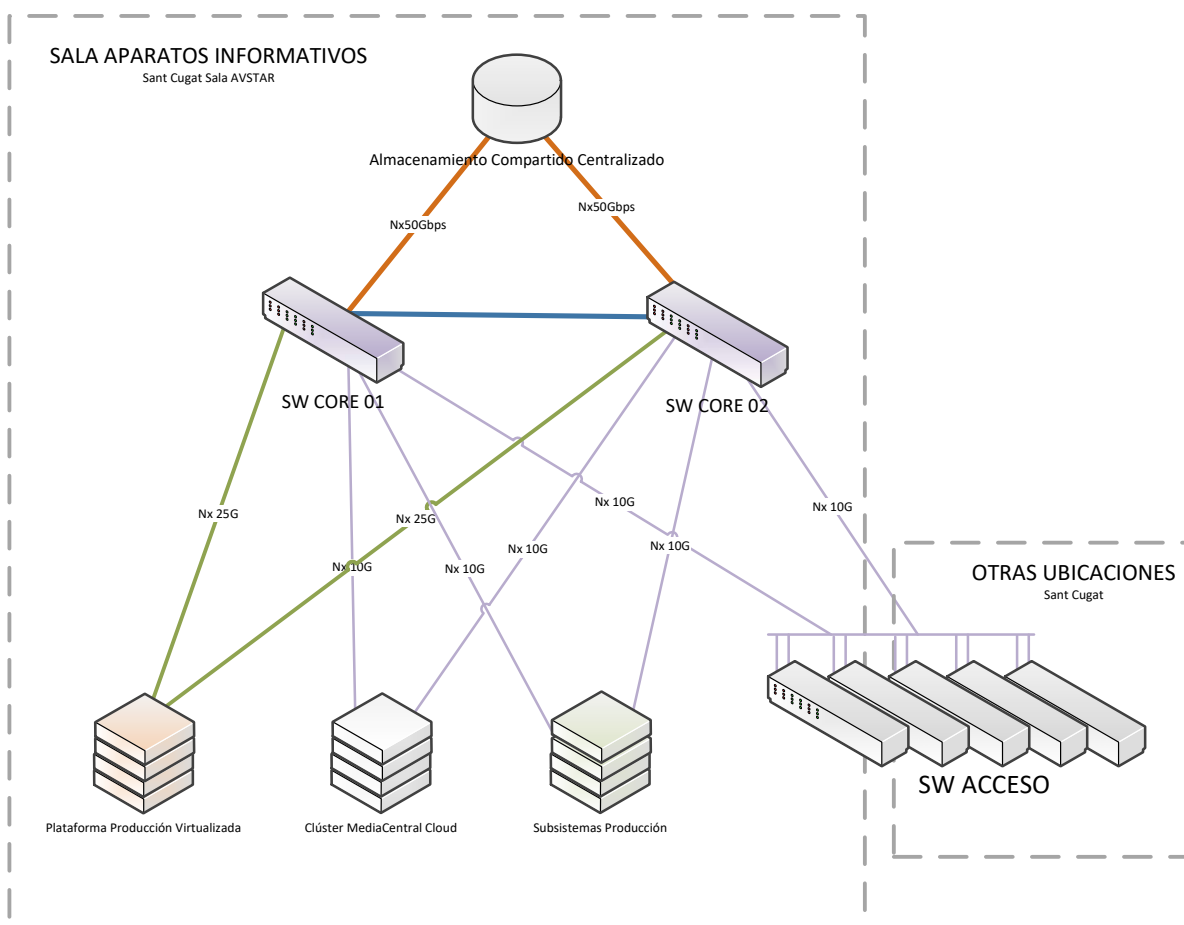 SALA APARATOS INFORMATIVOS
Sant Cugat Sala AVSTAR
Almacenamiento Compartido Centralizado
Nx50Gbps
Nx50Gbps
SW CORE 01
SW CORE 02
Nx 25G
Nx 25G
Nx 10G
Nx 10G
Nx 10G
Nx 10G
Nx 10G
Nx 10G
OTRAS UBICACIONES
Sant Cugat
SW ACCESO
Plataforma Producción Virtualizada
Clúster MediaCentral Cloud
Subsistemas Producción